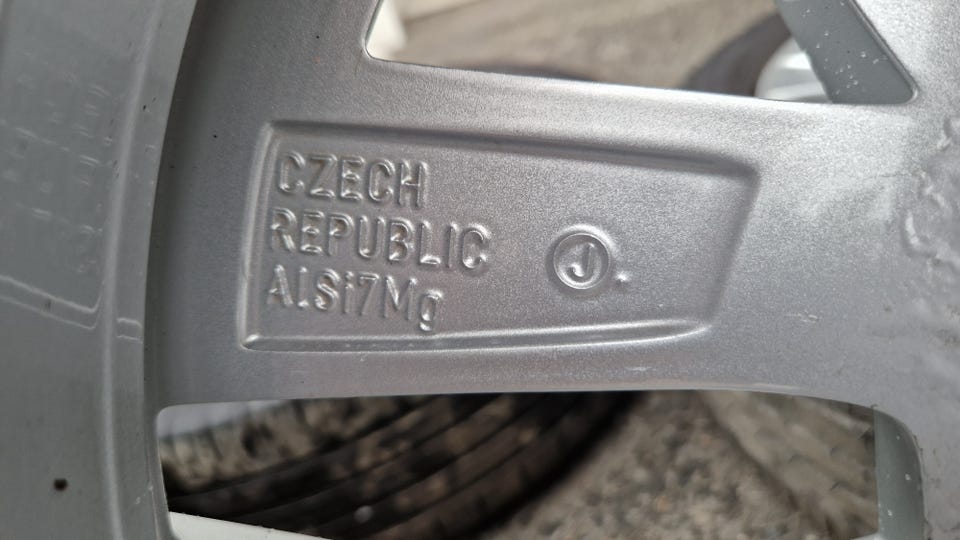 CZECH
REPUBLIC
AlSi7Mg
J